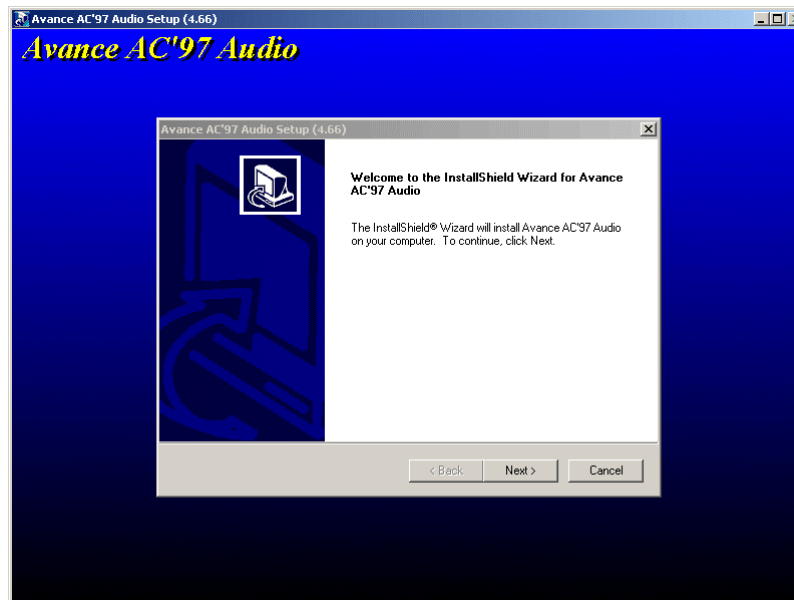 Avance AC'97 Audio Setup (4.66)
Avance AC'97 Audio
Avance AC'97 Audio Setup (4.66)
Welcome to the InstallShield Wizard for Avance
AC'97 Audio
The InstallShield® Wizard will install Avance AC'97 Audio
on your computer. To continue, click Next.
< Back Next > Cancel